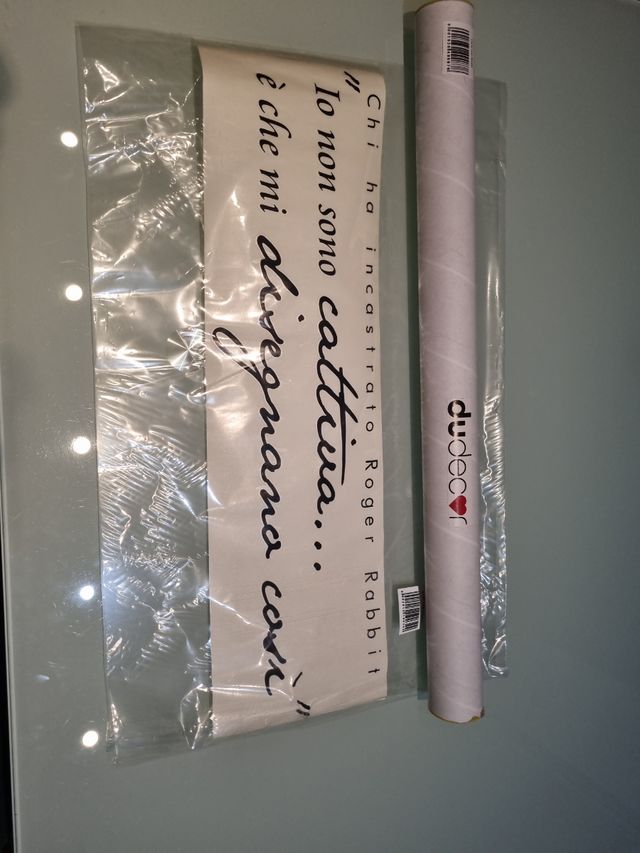 Chi ha incastrato Roger Rabbit
"Io non sono cattiva...
è che mi disegnano così"
dudecor